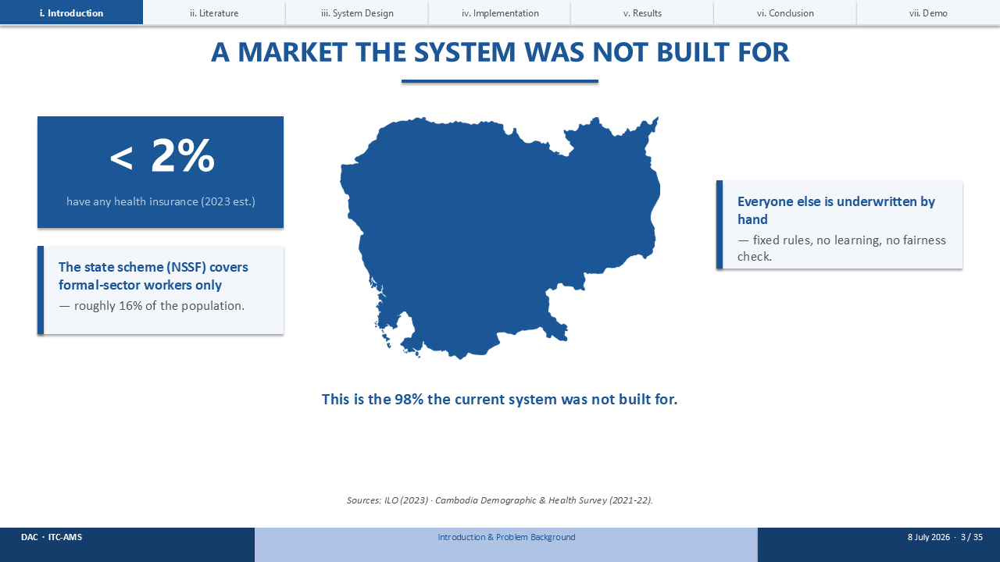 i. Introduction
ii. Literature
iii. System Design
iv. Implementation
v. Results
vi. Conclusion
vii. Demo
A MARKET THE SYSTEM WAS NOT BUILT FOR
< 2%
have any health insurance (2023 est.)
The state scheme (NSSF) covers
formal-sector workers only
— roughly 16% of the population.
Everyone else is underwritten by
hand
— fixed rules, no learning, no fairness
check.
This is the 98% the current system was not built for.
Sources: ILO (2023) · Cambodia Demographic & Health Survey (2021-22).
DAC · ITC-AMS
Introduction & Problem Background
8 July 2026 · 3 / 35